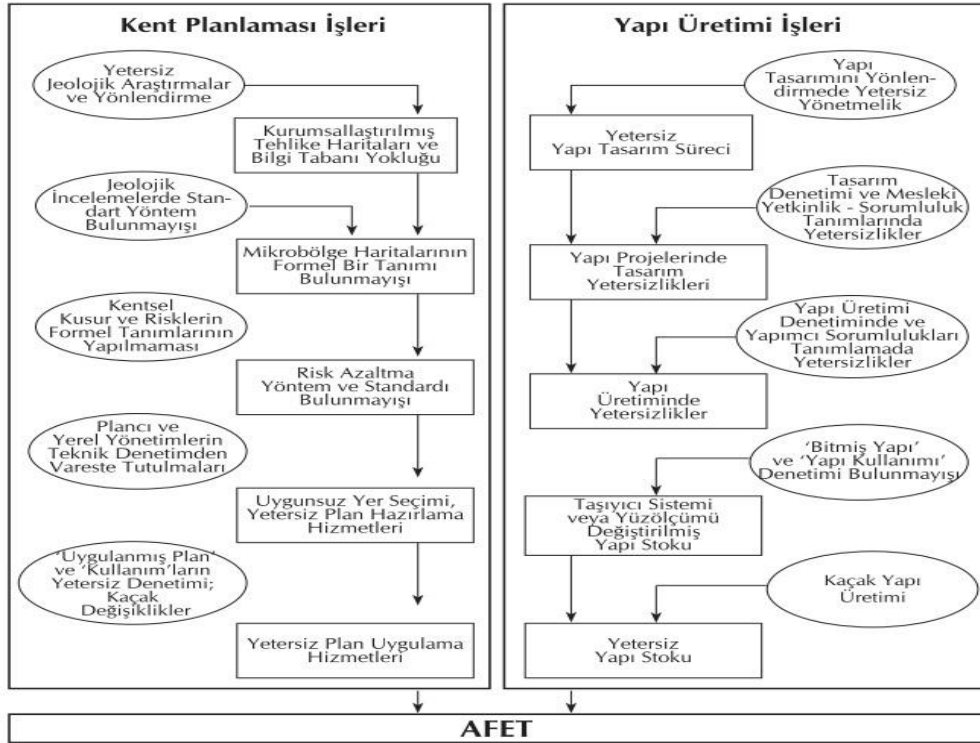 Kent Planlaması İşleri
Yetersiz
Jeolojik Araştırmalar
ve Yönlendirme
Kurumsallaştırılmış
Tehlike Haritaları ve
Bilgi Tabanı Yokluğu
Jeolojik
İncelemelerde Stan-
dart Yöntem
Bulunmayışı
Mikrobölge Haritalarının
Formel Bir Tanımı
Bulunmayışı
Kentsel
Kusur ve Risklerin
Formel Tanımlarının
Yapılmaması
Risk Azaltma
Yöntem ve Standardı
Bulunmayışı
Plancı ve
Yerel Yönetimlerin
Teknik Denetimden
Vareste Tutulmaları
Uygunsuz Yer Seçimi,
Yetersiz Plan Hazırlama
Hizmetleri
‘Uygulanmış Plan’
ve ‘Kullanım’ların
Yetersiz Denetimi;
Kaçak
Değişiklikler
Yetersiz Plan Uygulama
Hizmetleri
Yapı Üretimi İşleri
Yapı
Tasarımını Yönlen-
dirmede Yetersiz
Yönetmelik
Yetersiz
Yapı Tasarım Süreci
Tasarım
Denetimi ve Mesleki
Yetkinlik - Sorumluluk
Tanımlarında
Yetersizlikler
Yapı Projelerinde
Tasarım
Yetersizlikleri
Yapı Üretimi
Denetiminde ve
Yapımcı Sorumlulukları
Tanımlamada
Yetersizlikler
Yapı
Üretiminde
Yetersizlikler
‘Bitmiş Yapı’
ve ‘Yapı Kullanımı’
Denetimi Bulunmayışı
Taşıyıcı Sistemi
veya Yüzölçümü
Değiştirilmiş
Yapı Stoku
Kaçak Yapı
Üretimi
Yetersiz
Yapı Stoku
AFET